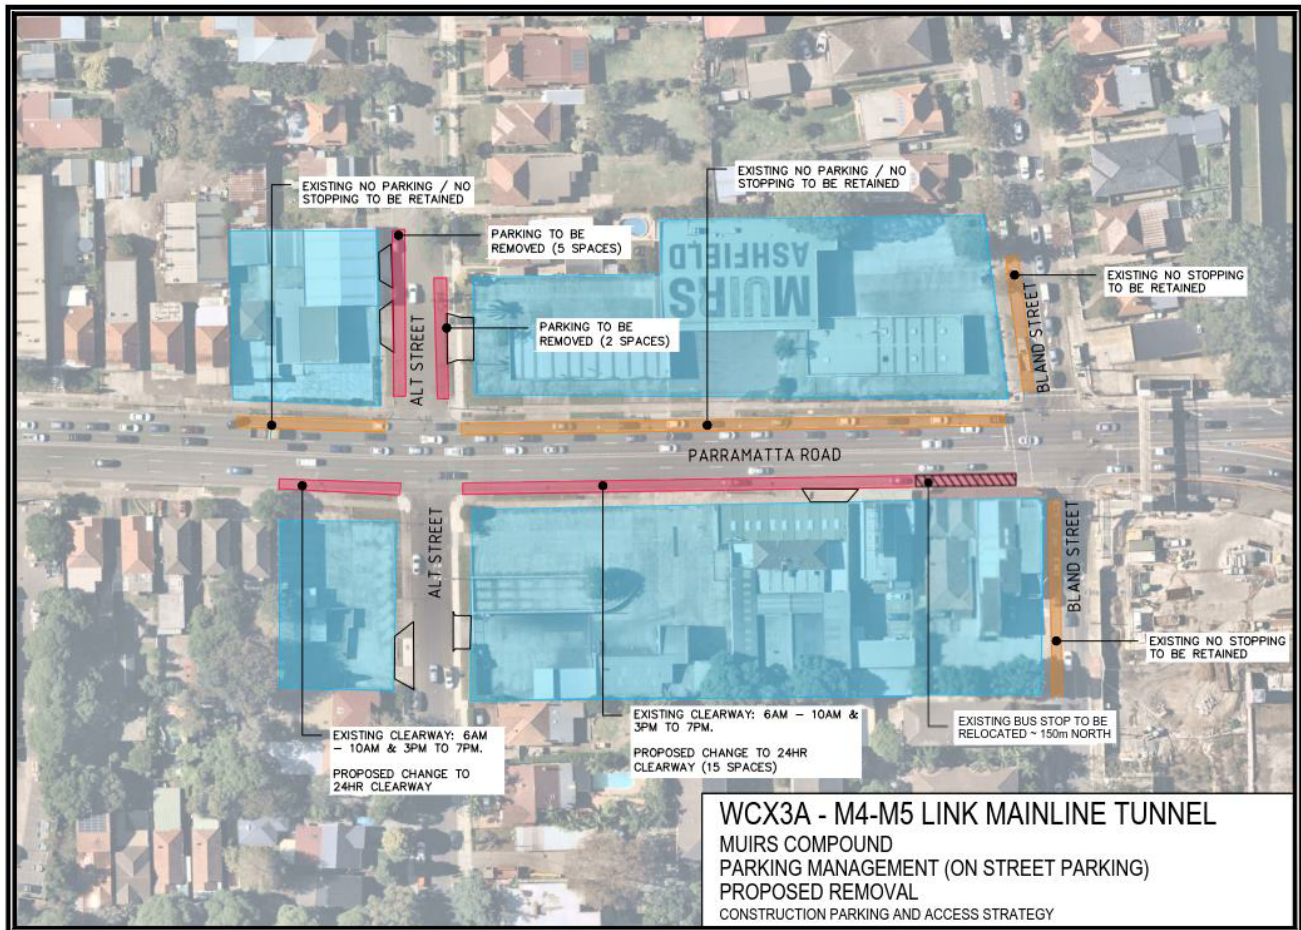 EXISTING NO PARKING / NO
STOPPING TO BE RETAINED
PARKING TO BE
REMOVED (5 SPACES)
EXISTING NO PARKING / NO
STOPPING TO BE RETAINED
MUIRS
ASHFIELD
EXISTING NO STOPPING
TO BE RETAINED
PARKING TO BE
REMOVED (2 SPACES)
ALT STREET
BLAND STREET
PARRAMATTA ROAD
ALT STREET
BLAND STREET
EXISTING NO STOPPING
TO BE RETAINED
EXISTING CLEARWAY: 6AM
– 10AM & 3PM TO 7PM.
PROPOSED CHANGE TO
24HR CLEARWAY
EXISTING CLEARWAY: 6AM – 10AM &
3PM TO 7PM.
PROPOSED CHANGE TO 24HR
CLEARWAY (15 SPACES)
EXISTING BUS STOP TO BE
RELOCATED ~ 150m NORTH
WCX3A - M4-M5 LINK MAINLINE TUNNEL
MUIRS COMPOUND
PARKING MANAGEMENT (ON STREET PARKING)
PROPOSED REMOVAL
CONSTRUCTION PARKING AND ACCESS STRATEGY